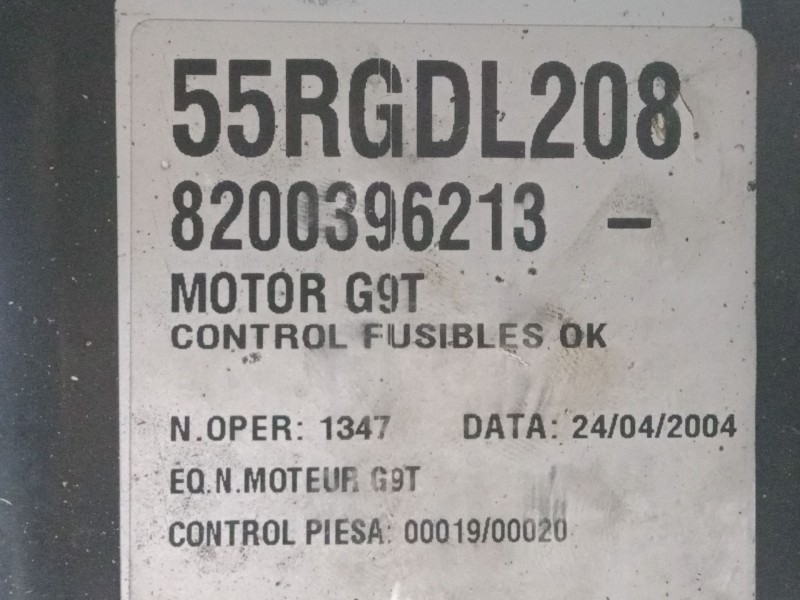 55RGDL208
8200396213 -
MOTOR G9T
CONTROL FUSIBLES OK
N.OPER: 1347 DATA: 24/04/2004
EQ.N.MOTEUR G9T
CONTROL PIESA: 00019/00020